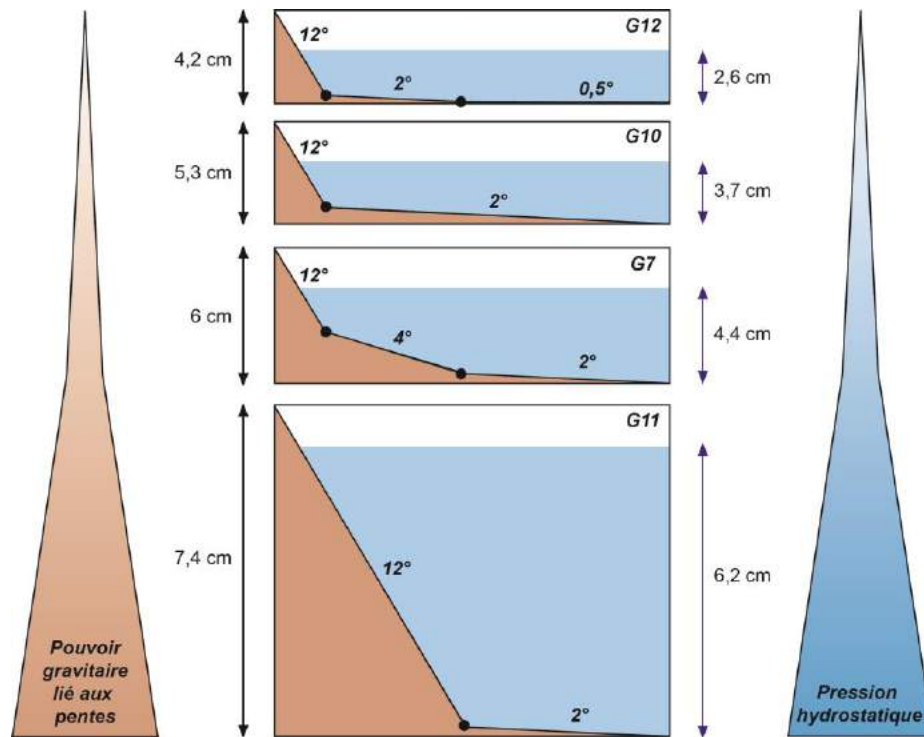 G12
12°
4,2 cm
2°
0,5°
2,6 cm
G10
12°
5,3 cm
2°
3,7 cm
G7
12°
6 cm
4°
2°
4,4 cm
G11
7,4 cm
12°
6,2 cm
2°
Pouvoir
gravitaire
lié aux
pentes
Pression
hydrostatique